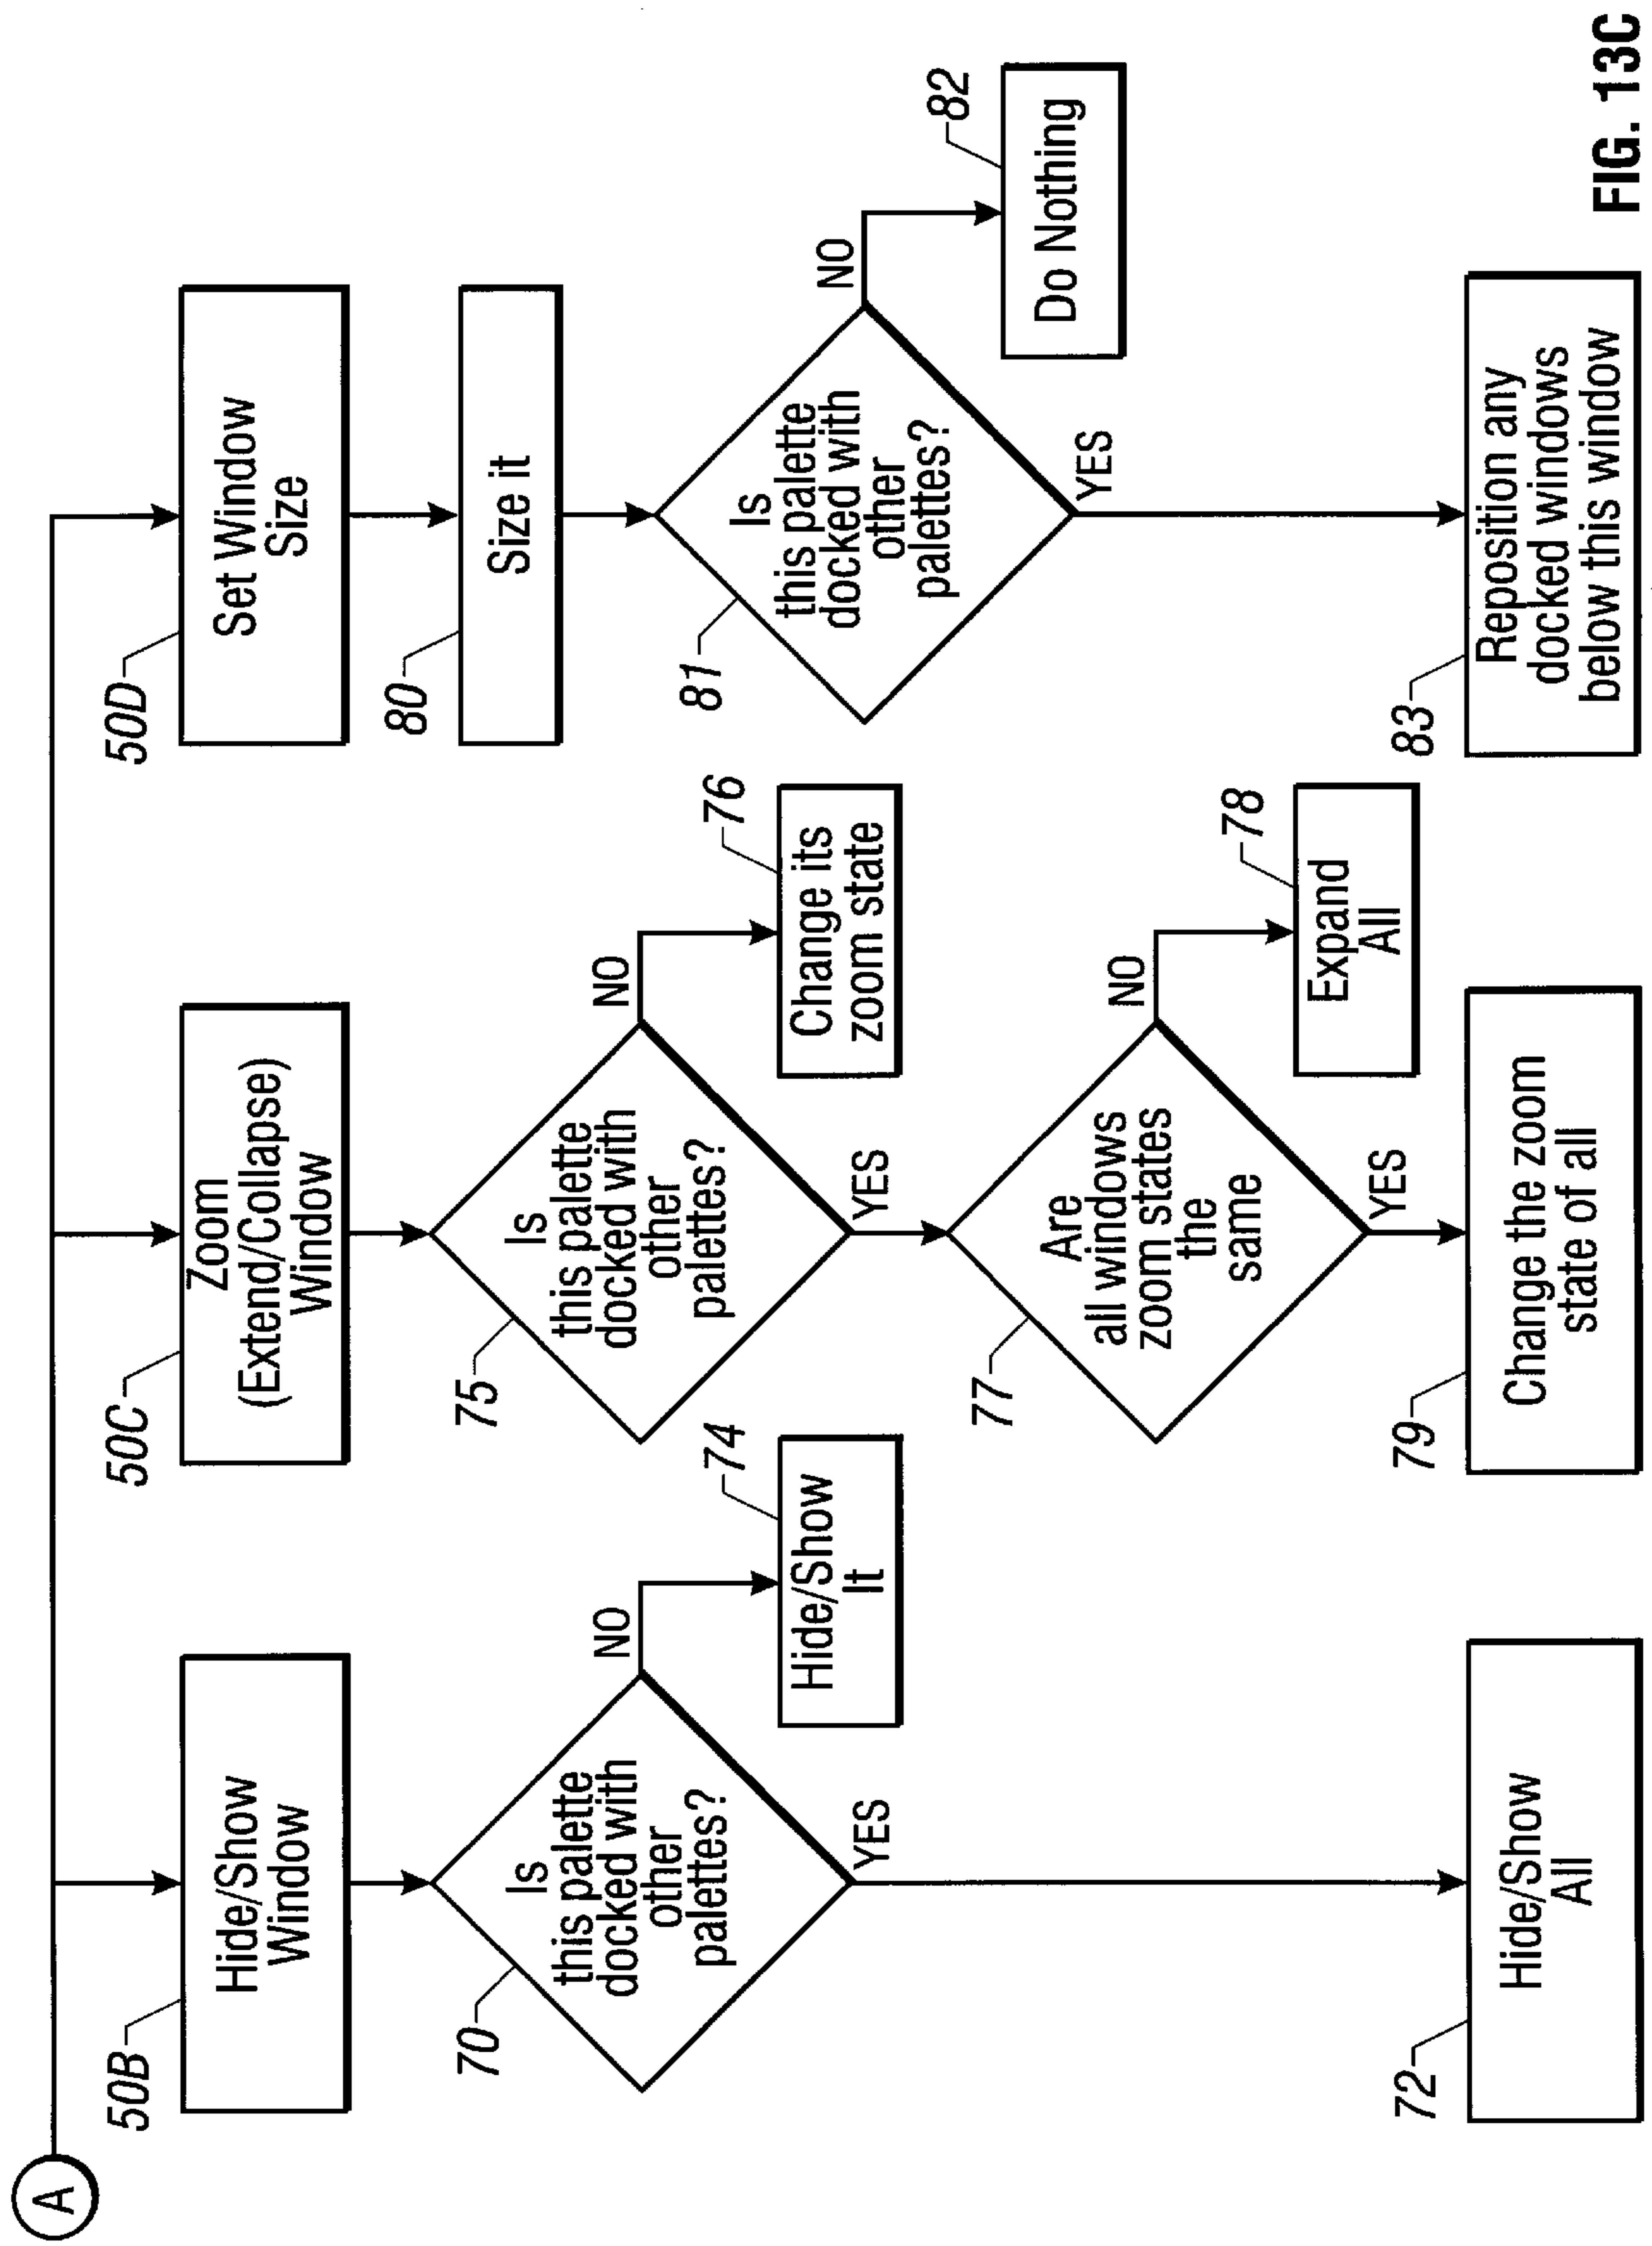 A
50B
Hide/Show
Window
70
Is
this palette
docked with
other
palettes?
NO
74
Hide/Show
It
YES
72
Hide/Show
All
50C
Zoom
(Extend/Collapse)
Window
75
Is
this palette
docked with
other
palettes?
NO
76
Change its
zoom state
YES
77
Are
all windows
zoom states
the
same
NO
78
Expand
All
YES
79
Change the zoom
state of all
50D
Set Window
Size
80
Size it
81
Is
this palette
docked with
other
palettes?
NO
82
Do Nothing
YES
83
Reposition any
docked windows
below this window
FIG. 13C